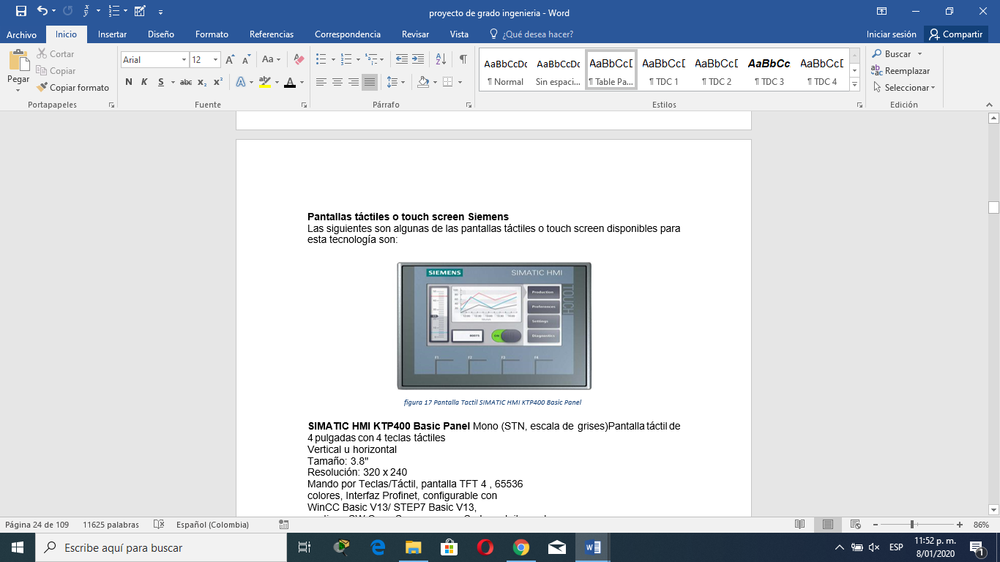 proyecto de grado ingenieria - Word
Archivo Inicio Insertar Diseño Formato Referencias Correspondencia Revisar Vista ¿Qué desea hacer? Iniciar sesión Compartir
Pegar
Cortar
Copiar
Copiar formato
Portapapeles
Arial 12
N K S abc x₂ x²
Fuente
Párrafo
AaBbCcDc AaBbCcDc AaBbCcI AaBbCcI AaBbCcI AaBbCc AaBbCcI
¶ Normal Sin espaci... ¶ Table Pa... ¶ TDC 1 ¶ TDC 2 ¶ TDC 3 ¶ TDC 4
Estilos
Buscar
Reemplazar
Seleccionar
Edición
Pantallas táctiles o touch screen Siemens
Las siguientes son algunas de las pantallas táctiles o touch screen disponibles para
esta tecnología son:
SIEMENS SIMATIC HMI
TOUCH
Production
Preferences
Settings
Diagnostics
ON
F1 F2 F3 F4
figura 17 Pantalla Tactil SIMATIC HMI KTP400 Basic Panel
SIMATIC HMI KTP400 Basic Panel Mono (STN, escala de grises)Pantalla táctil de
4 pulgadas con 4 teclas táctiles
Vertical u horizontal
Tamaño: 3.8"
Resolución: 320 x 240
Mando por Teclas/Táctil, pantalla TFT 4 , 65536
colores, Interfaz Profinet, configurable con
WinCC Basic V13/ STEP7 Basic V13,
Página 24 de 109 11625 palabras Español (Colombia) 86%
Escribe aquí para buscar
ESP
11:52 p. m.
8/01/2020
1